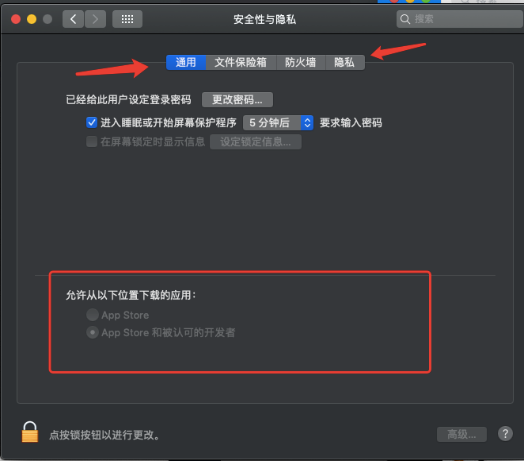 安全性与隐私
搜索
通用 文件保险箱 防火墙 隐私
已经给此用户设定登录密码 更改密码...
进入睡眠或开始屏幕保护程序 5 分钟后 要求输入密码
在屏幕锁定时显示信息 设定锁定信息...
允许从以下位置下载的应用：
App Store
App Store 和被认可的开发者
点按锁按钮以进行更改。
高级... ?